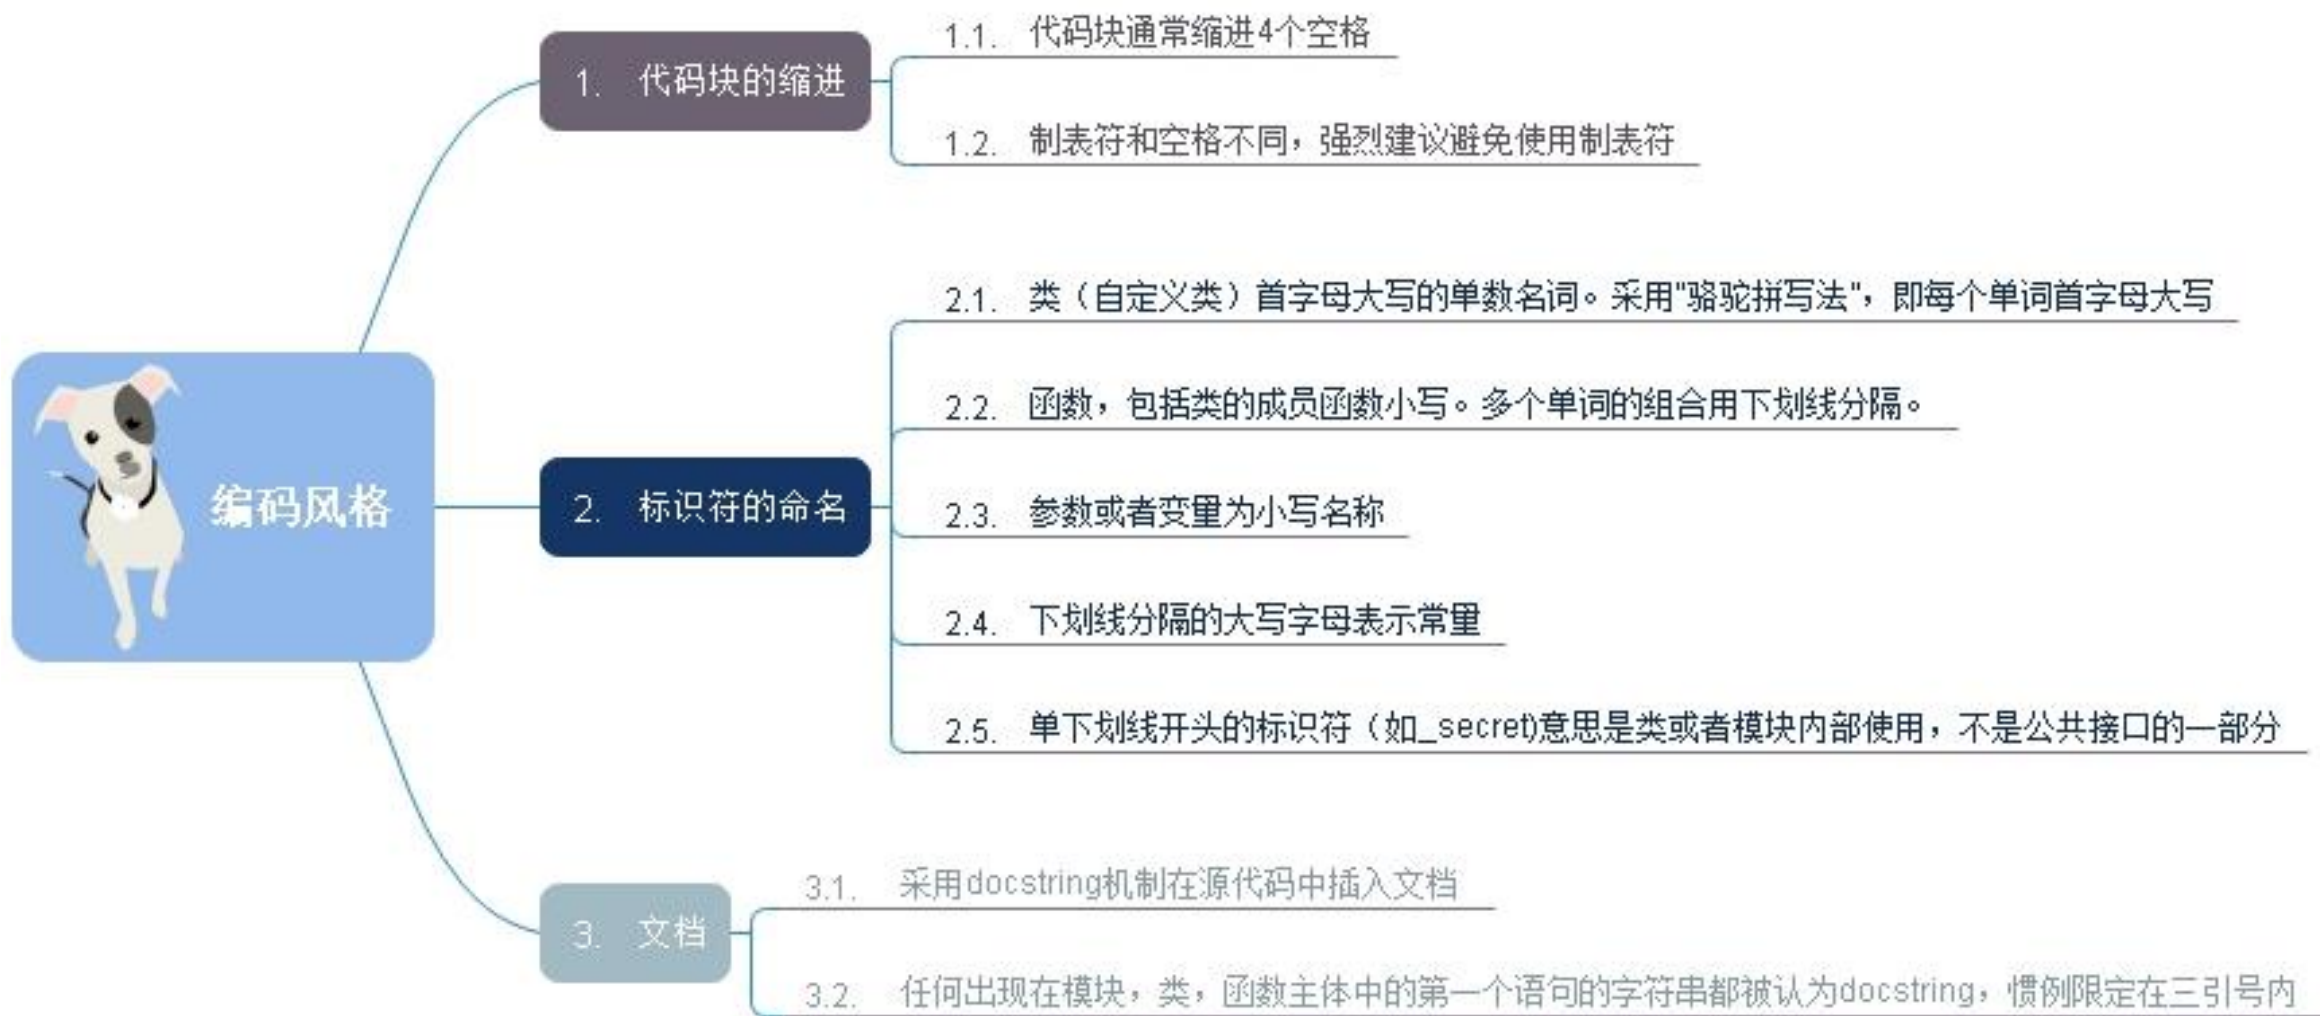 编码风格
1. 代码块的缩进
1.1. 代码块通常缩进4个空格
1.2. 制表符和空格不同，强烈建议避免使用制表符
2. 标识符的命名
2.1. 类（自定义类）首字母大写的单数名词。采用"骆驼拼写法"，即每个单词首字母大写
2.2. 函数，包括类的成员函数小写。多个单词的组合用下划线分隔。
2.3. 参数或者变量为小写名称
2.4. 下划线分隔的大写字母表示常量
2.5. 单下划线开头的标识符（如_secret)意思是类或者模块内部使用，不是公共接口的一部分
3. 文档
3.1. 采用docstring机制在源代码中插入文档
3.2. 任何出现在模块，类，函数主体中的第一个语句的字符串都被认为docstring，惯例限定在三引号内